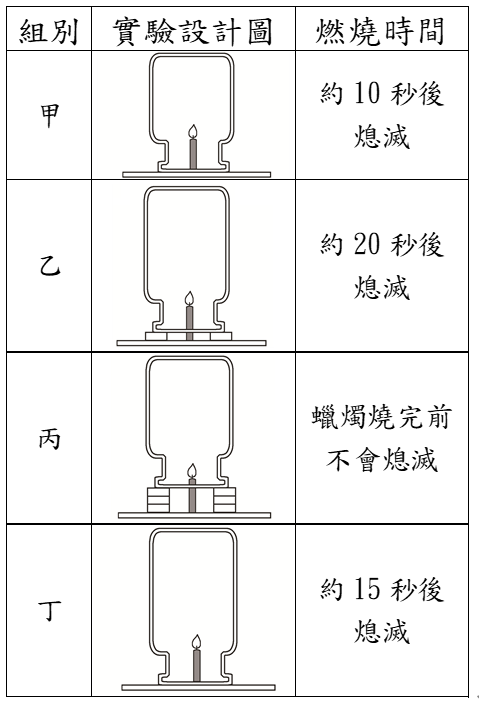 組別 實驗設計圖 燃燒時間
甲
約 10 秒後
熄滅
乙
約 20 秒後
熄滅
丙
蠟燭燒完前
不會熄滅
丁
約 15 秒後
熄滅